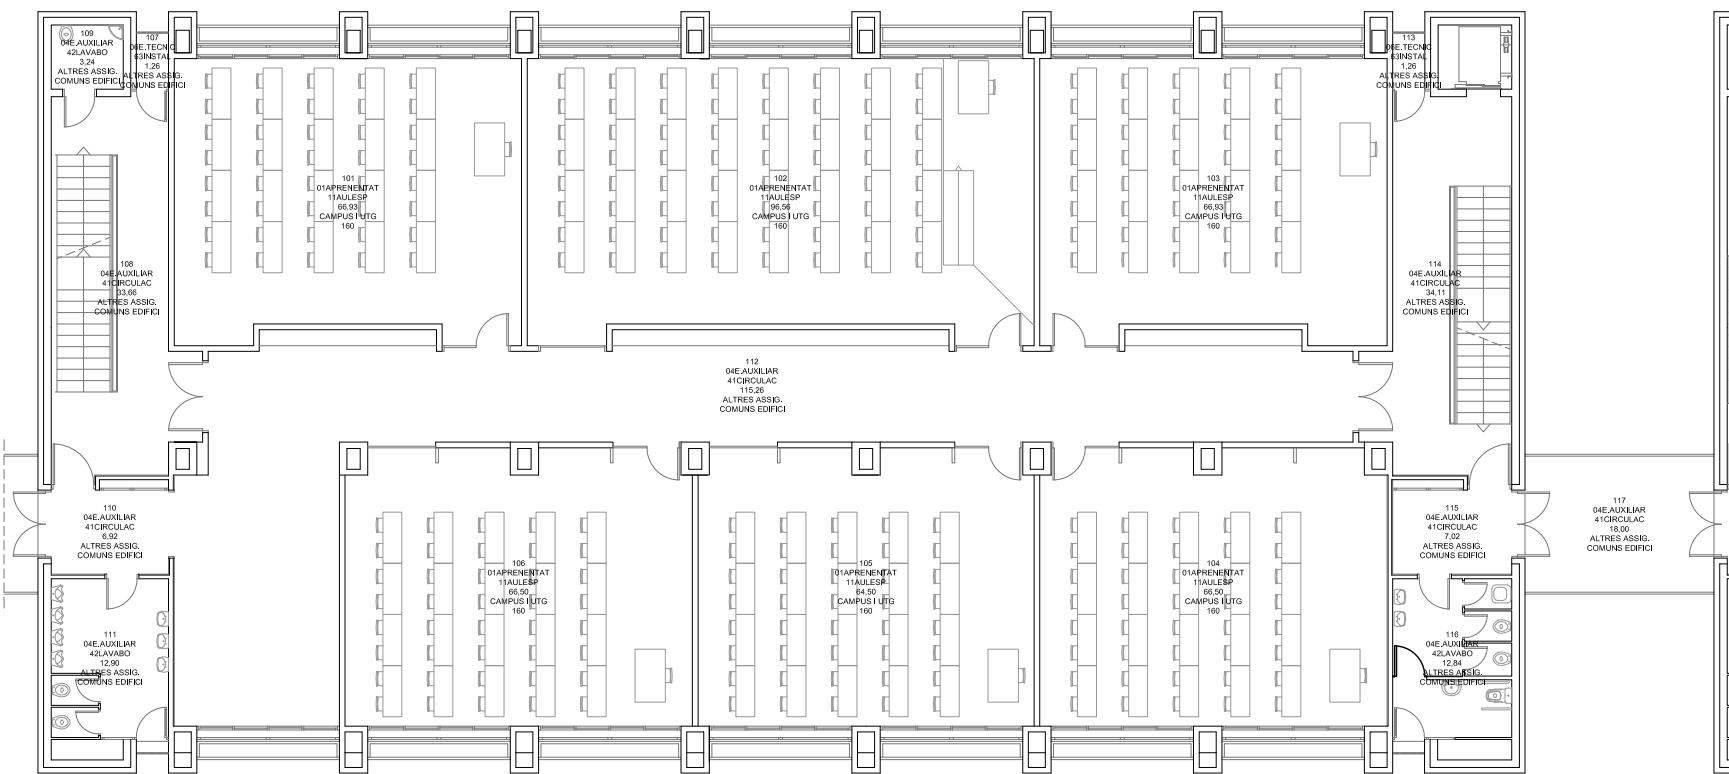 109
04E.AUXILIAR
42LAVABO
3,24
ALTRES ASSIG.
COMUNS EDIFICI
107
06E.TECNIC
63INSTAL
1,26
ALTRES ASSIG.
COMUNS EDIFICI
113
06E.TECNIC
63INSTAL
1,26
ALTRES ASSIG.
COMUNS EDIFICI
101
01APRENENTAT
11AULESP
66,93
CAMPUS I UTG
160
102
01APRENENTAT
11AULESP
96,56
CAMPUS I UTG
160
103
01APRENENTAT
11AULESP
66,93
CAMPUS I UTG
160
108
04E.AUXILIAR
41CIRCULAC
33,66
ALTRES ASSIG.
COMUNS EDIFICI
114
04E.AUXILIAR
41CIRCULAC
34,11
ALTRES ASSIG.
COMUNS EDIFICI
112
04E.AUXILIAR
41CIRCULAC
115,26
ALTRES ASSIG.
COMUNS EDIFICI
110
04E.AUXILIAR
41CIRCULAC
6,92
ALTRES ASSIG.
COMUNS EDIFICI
115
04E.AUXILIAR
41CIRCULAC
7,02
ALTRES ASSIG.
COMUNS EDIFICI
117
04E.AUXILIAR
41CIRCULAC
18,00
ALTRES ASSIG.
COMUNS EDIFICI
106
01APRENENTAT
11AULESP
66,50
CAMPUS I UTG
160
105
01APRENENTAT
11AULESP
64,50
CAMPUS I UTG
160
104
01APRENENTAT
11AULESP
66,50
CAMPUS I UTG
160
111
04E.AUXILIAR
42LAVABO
12,90
ALTRES ASSIG.
COMUNS EDIFICI
116
04E.AUXILIAR
42LAVABO
12,84
ALTRES ASSIG.
COMUNS EDIFICI